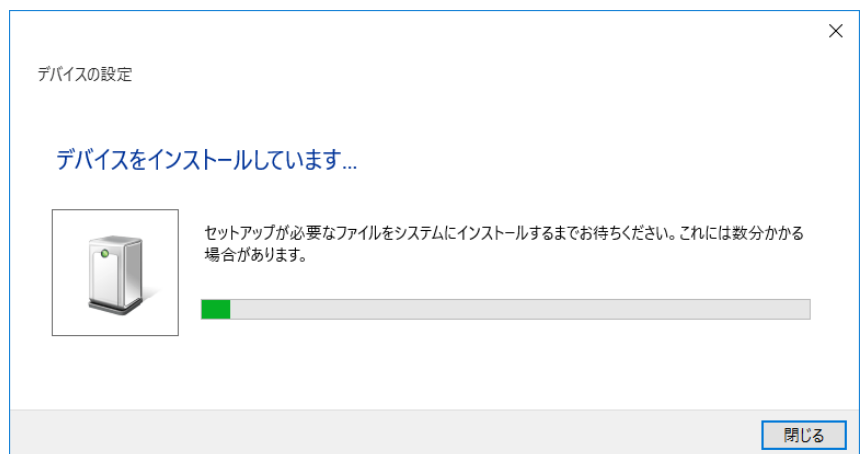 デバイスの設定
デバイスをインストールしています...
セットアップが必要なファイルをシステムにインストールするまでお待ちください。これには数分かかる
場合があります。
閉じる